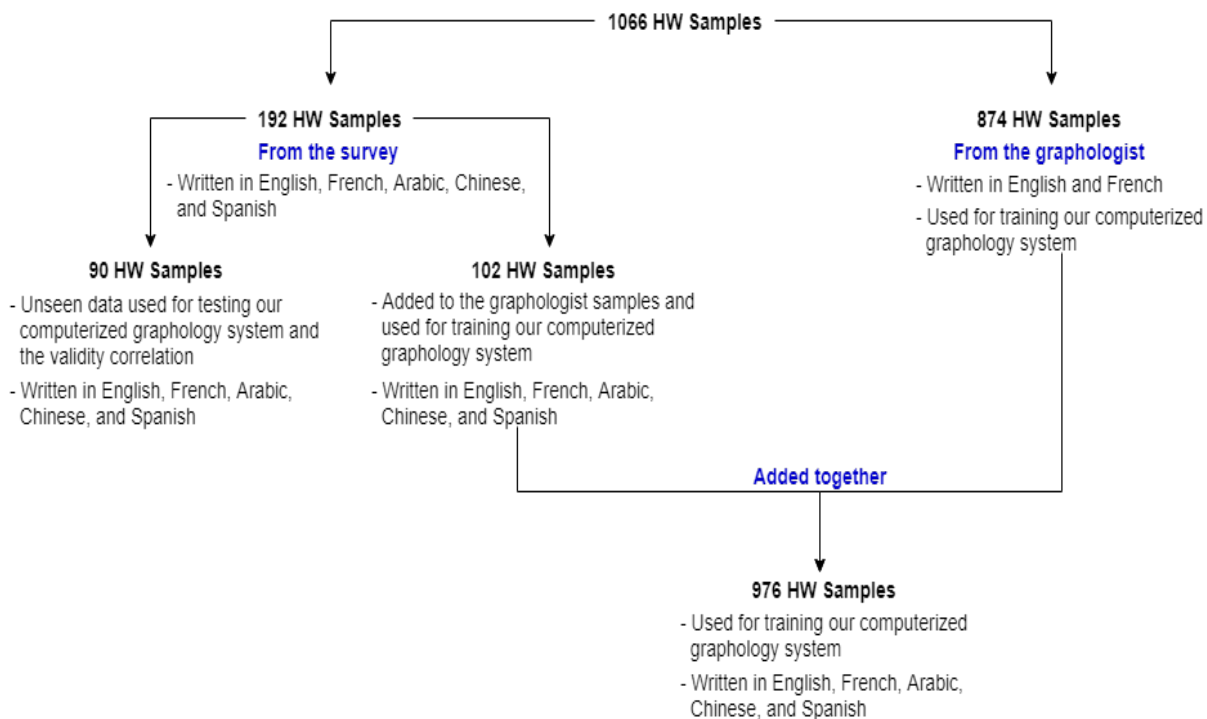 1066 HW Samples
192 HW Samples
From the survey
- Written in English, French, Arabic, Chinese,
and Spanish
874 HW Samples
From the graphologist
- Written in English and French
- Used for training our computerized
graphology system
90 HW Samples
- Unseen data used for testing our
computerized graphology system and
the validity correlation
- Written in English, French, Arabic,
Chinese, and Spanish
102 HW Samples
- Added to the graphologist samples and
used for training our computerized
graphology system
- Written in English, French, Arabic,
Chinese, and Spanish
Added together
976 HW Samples
- Used for training our computerized
graphology system
- Written in English, French, Arabic,
Chinese, and Spanish